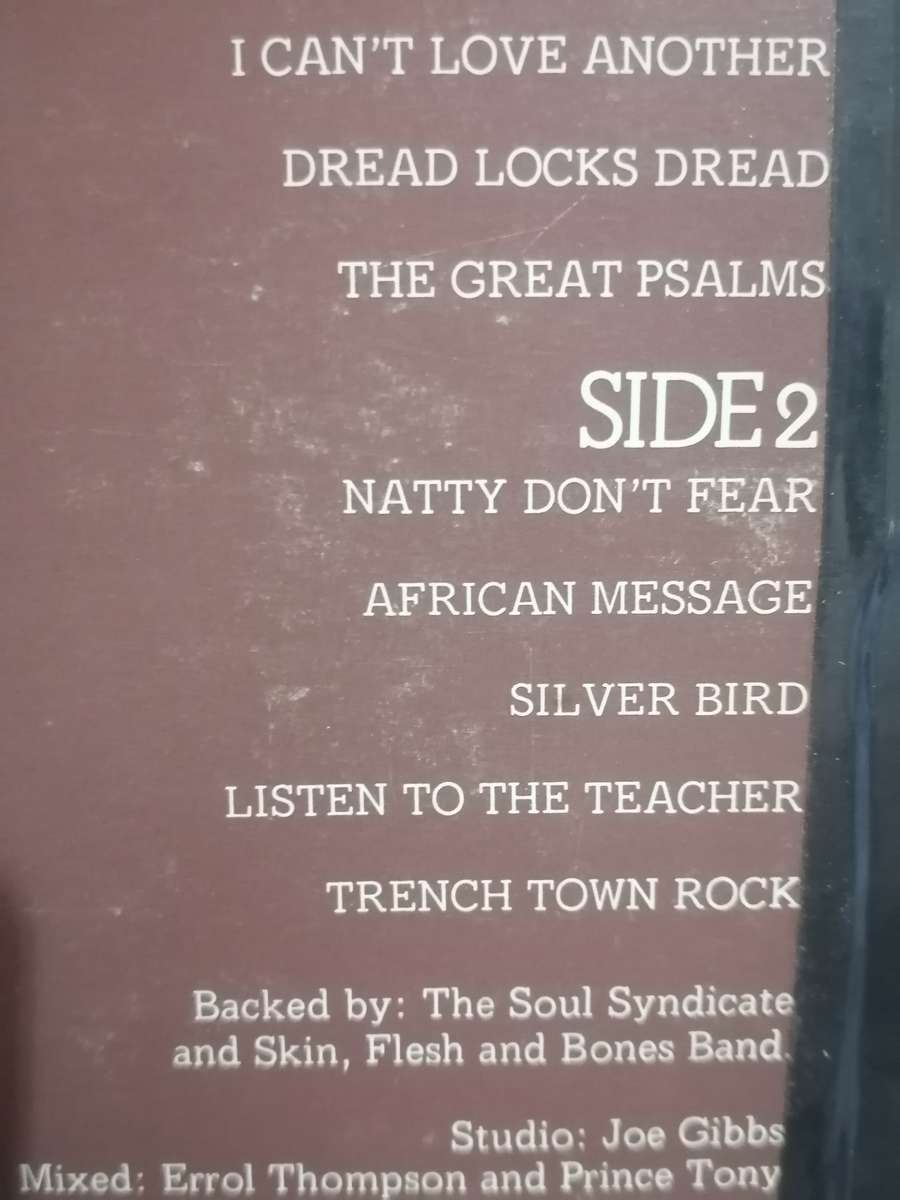 I CAN'T LOVE ANOTHER
DREAD LOCKS DREAD
THE GREAT PSALMS
SIDE 2
NATTY DON'T FEAR
AFRICAN MESSAGE
SILVER BIRD
LISTEN TO THE TEACHER
TRENCH TOWN ROCK
Backed by: The Soul Syndicate
and Skin, Flesh and Bones Band.
Studio: Joe Gibbs
Mixed: Errol Thompson and Prince Tony